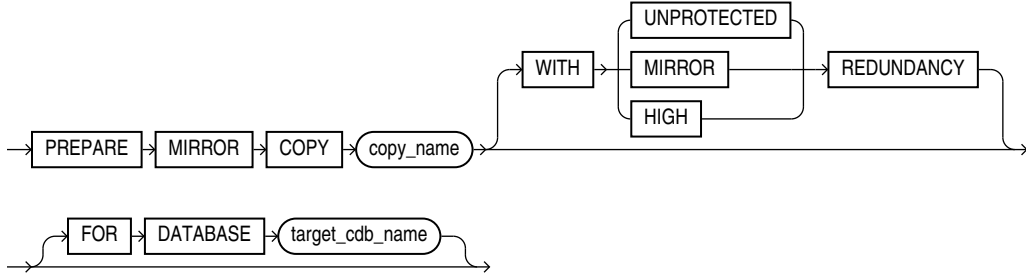 UNPROTECTED
WITH MIRROR REDUNDANCY
HIGH
PREPARE MIRROR COPY copy_name
FOR DATABASE target_cdb_name